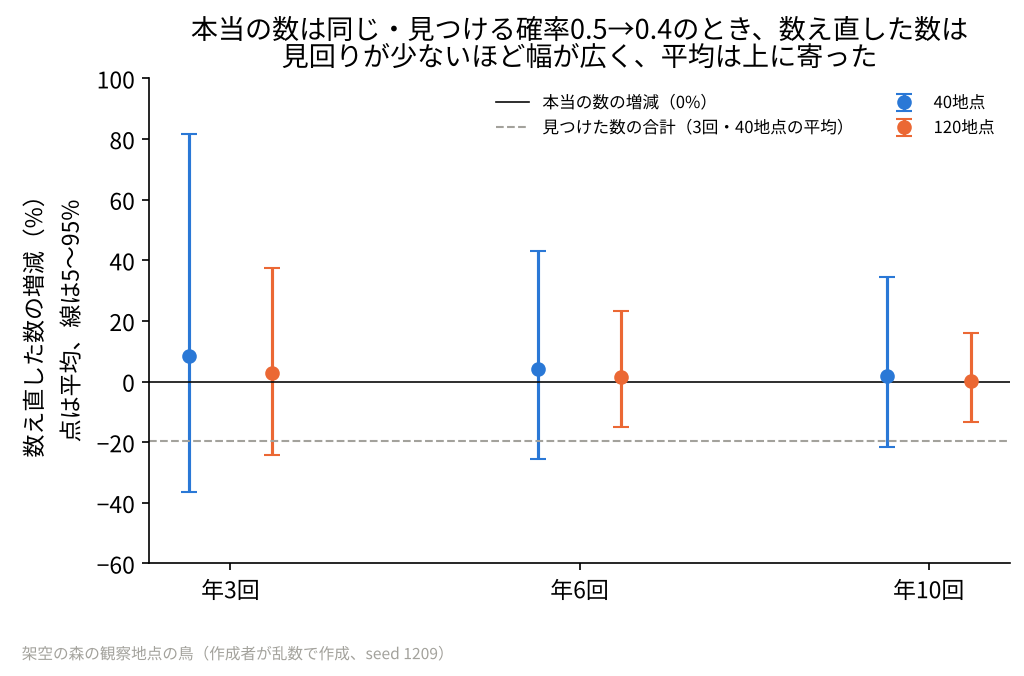 本当の数は同じ・見つける確率0.5→0.4のとき、数え直した数は
見回りが少ないほど幅が広く、平均は上に寄った
数え直した数の増減（%）
点は平均、線は5〜95%
100
80
60
40
20
0
−20
−40
−60
本当の数の増減（0%）
見つけた数の合計（3回・40地点の平均）
40地点
120地点
年3回
年6回
年10回
架空の森の観察地点の鳥（作成者が乱数で作成、seed 1209）